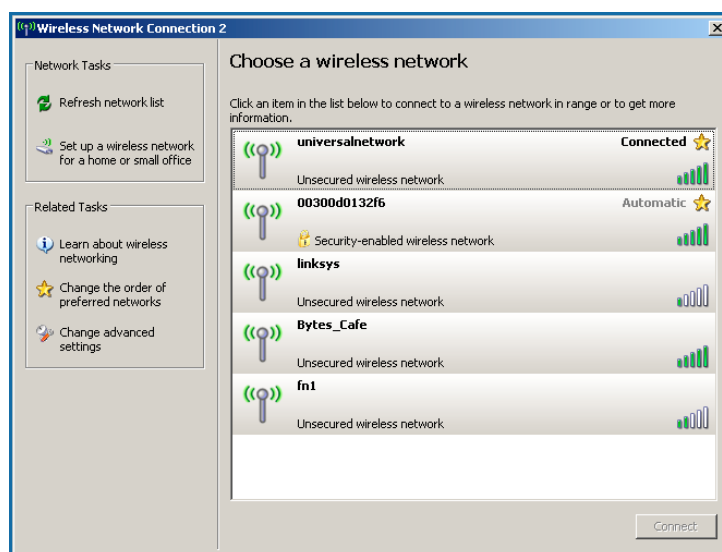 Wireless Network Connection 2
Network Tasks
Refresh network list
Set up a wireless network
for a home or small office
Related Tasks
Learn about wireless
networking
Change the order of
preferred networks
Change advanced
settings
Choose a wireless network
Click an item in the list below to connect to a wireless network in range or to get more
information.
universalnetwork Connected
Unsecured wireless network
00300d0132f6 Automatic
Security-enabled wireless network
linksys
Unsecured wireless network
Bytes_Cafe
Unsecured wireless network
fn1
Unsecured wireless network
Connect